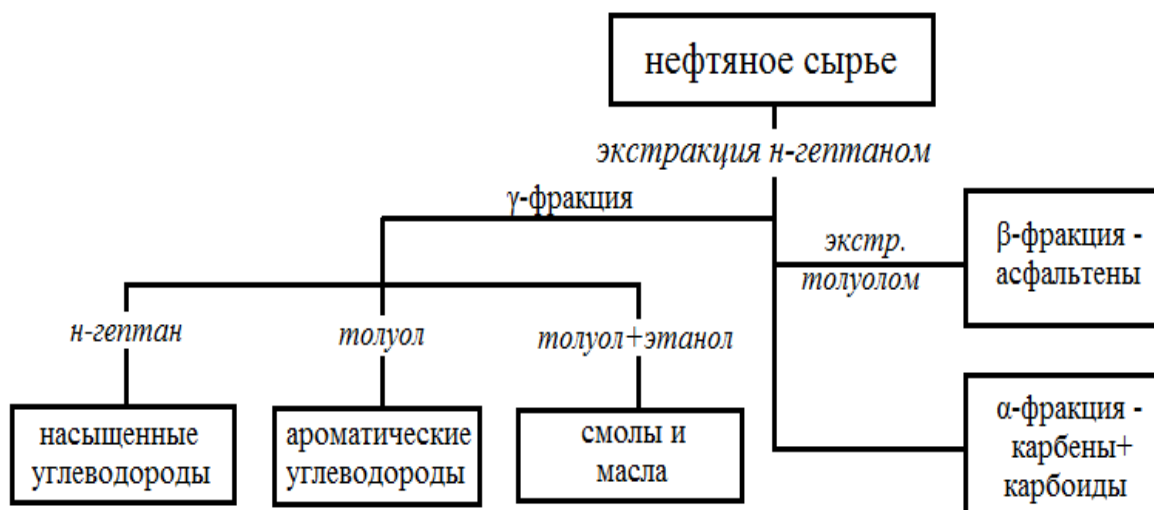 нефтяное сырье
экстракция н-гептаном
γ-фракция
экстр.
толуолом
β-фракция -
асфальтены
н-гептан
толуол
толуол+этанол
насыщенные
углеводороды
ароматические
углеводороды
смолы и
масла
α-фракция -
карбены+
карбоиды